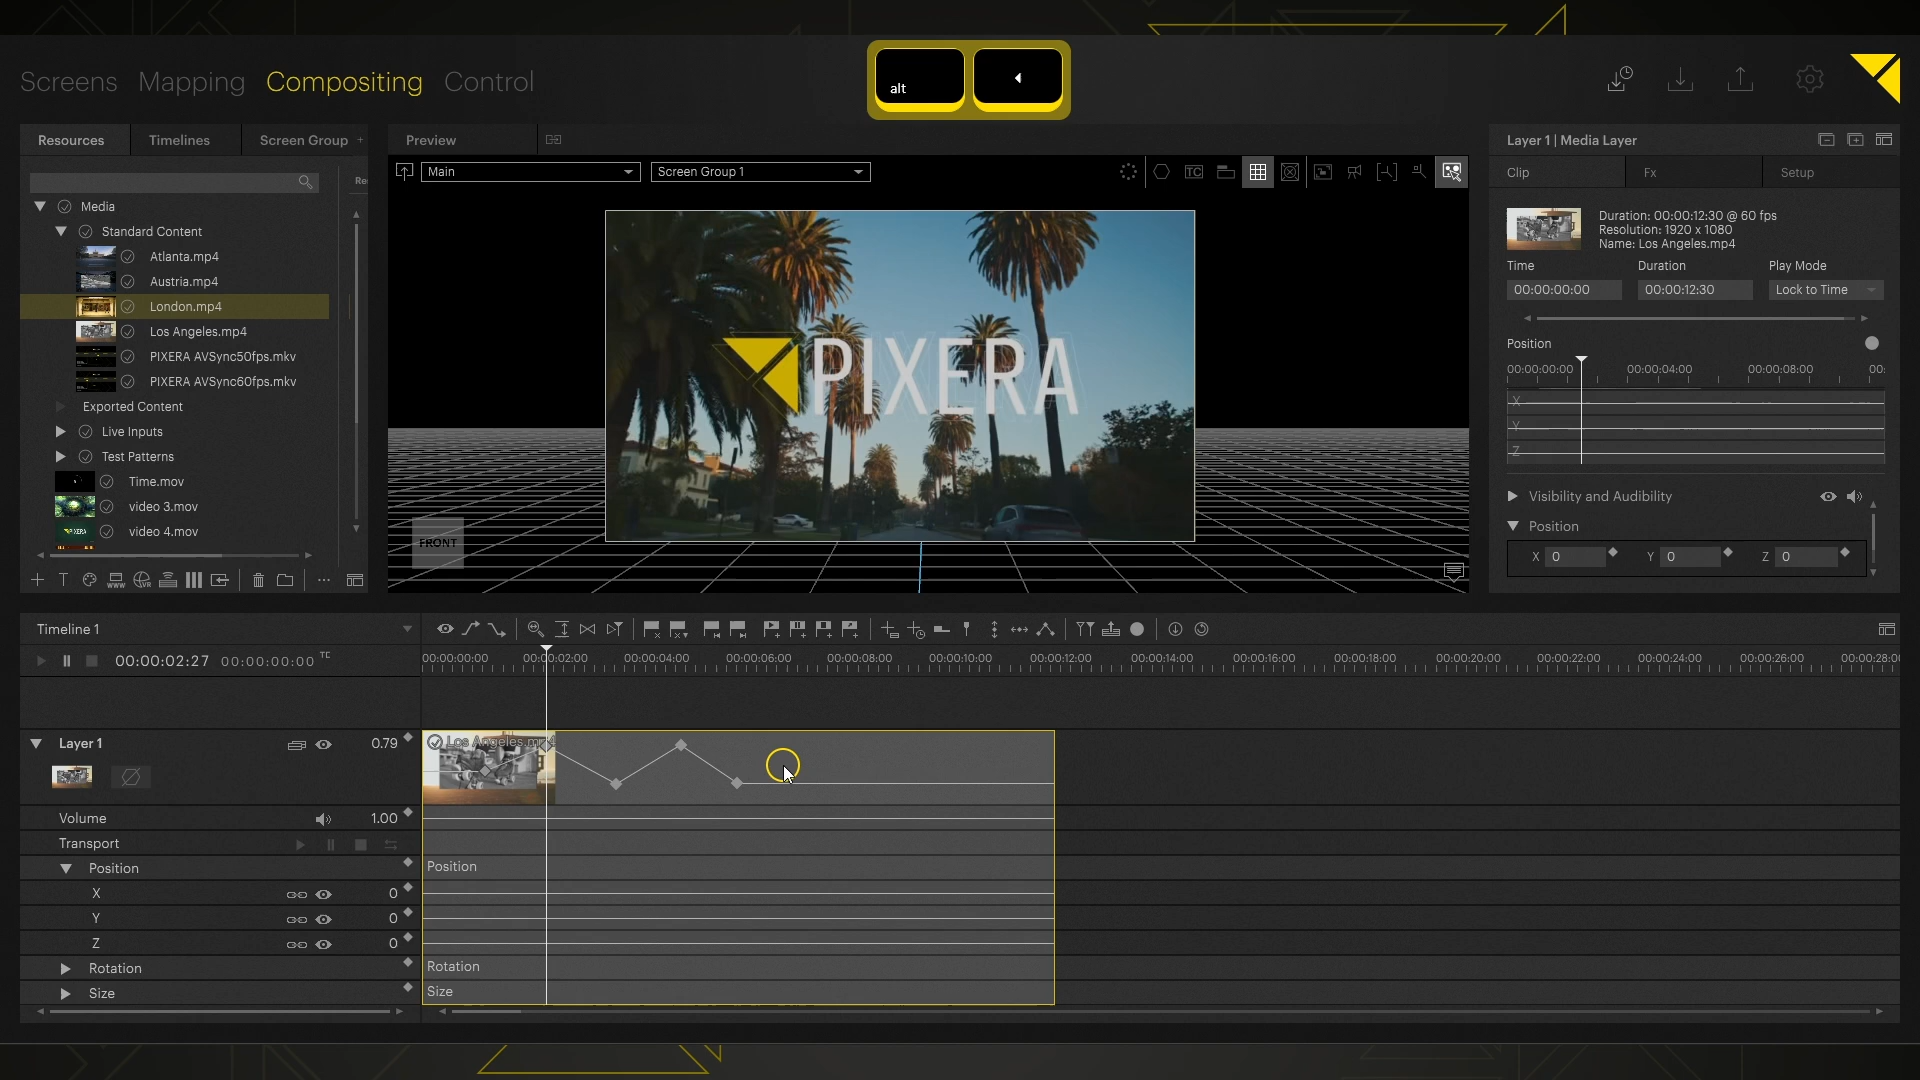 Screens Mapping Compositing Control
alt
Resources Timelines Screen Group +
Preview
Layer 1 | Media Layer
Main
Screen Group 1
TC
Clip Fx Setup
Re
Media
Standard Content
Atlanta.mp4
Austria.mp4
London.mp4
Los Angeles.mp4
PIXERA AVSync50fps.mkv
PIXERA AVSync60fps.mkv
Exported Content
Live Inputs
Test Patterns
Time.mov
video 3.mov
video 4.mov
PIXERA
FRONT
Duration: 00:00:12:30 @ 60 fps
Resolution: 1920 x 1080
Name: Los Angeles.mp4
Time Duration Play Mode
00:00:00:00 00:00:12:30 Lock to Time
Position
00:00:00:00 00:00:04:00 00:00:08:00 00:
X
Y
Z
Visibility and Audibility
Position
X 0 Y 0 Z 0
Timeline 1
00:00:02:27 00:00:00:00 TC
00:00:00:00 00:00:02:00 00:00:04:00 00:00:06:00 00:00:08:00 00:00:10:00 00:00:12:00 00:00:14:00 00:00:16:00 00:00:18:00 00:00:20:00 00:00:22:00 00:00:24:00 00:00:26:00 00:00:28:00
Layer 1 0.79
Los Angeles.mp4
Volume 1.00
Transport
Position
Position
X 0
Y 0
Z 0
Rotation
Rotation
Size
Size